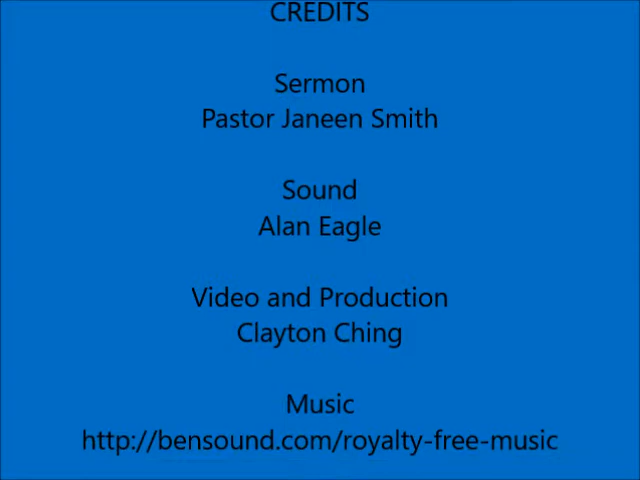 CREDITS
Sermon
Pastor Janeen Smith
Sound
Alan Eagle
Video and Production
Clayton Ching
Music
http://bensound.com/royalty-free-music